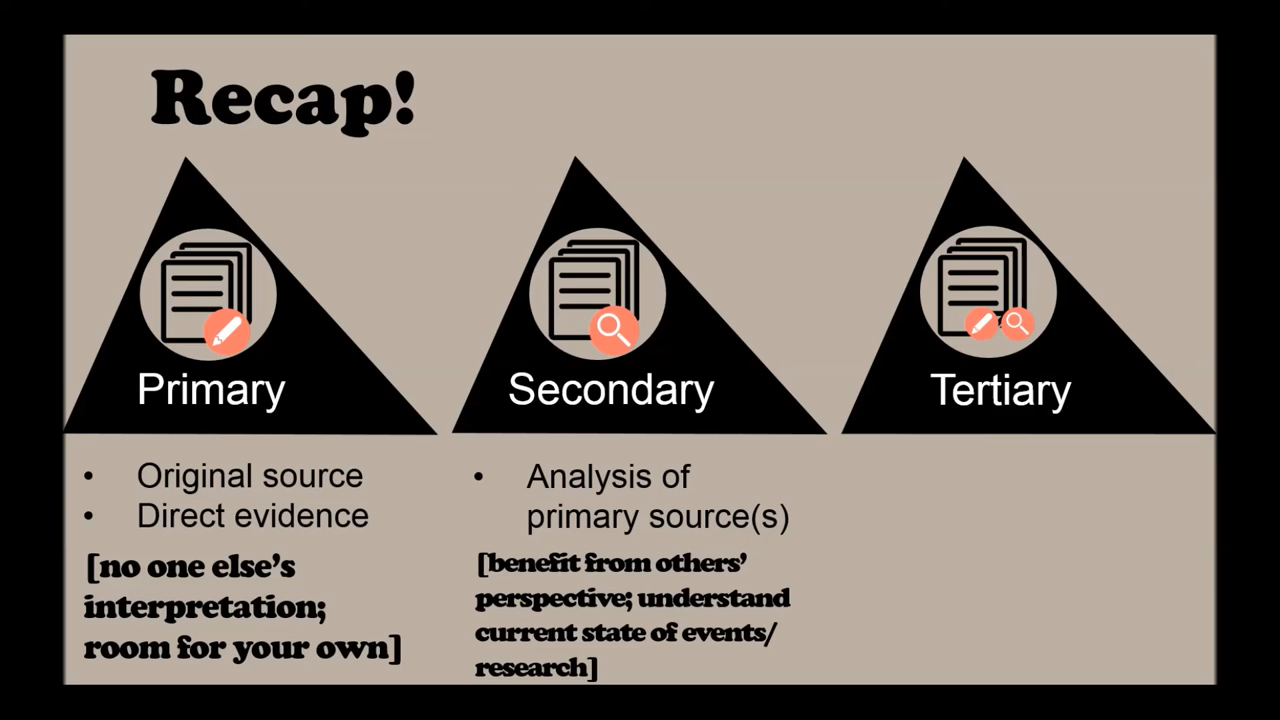 Recap!
Primary
Secondary
Tertiary
• Original source
• Direct evidence
[no one else's
interpretation;
room for your own]
• Analysis of
primary source(s)
[benefit from others'
perspective; understand
current state of events/
research]